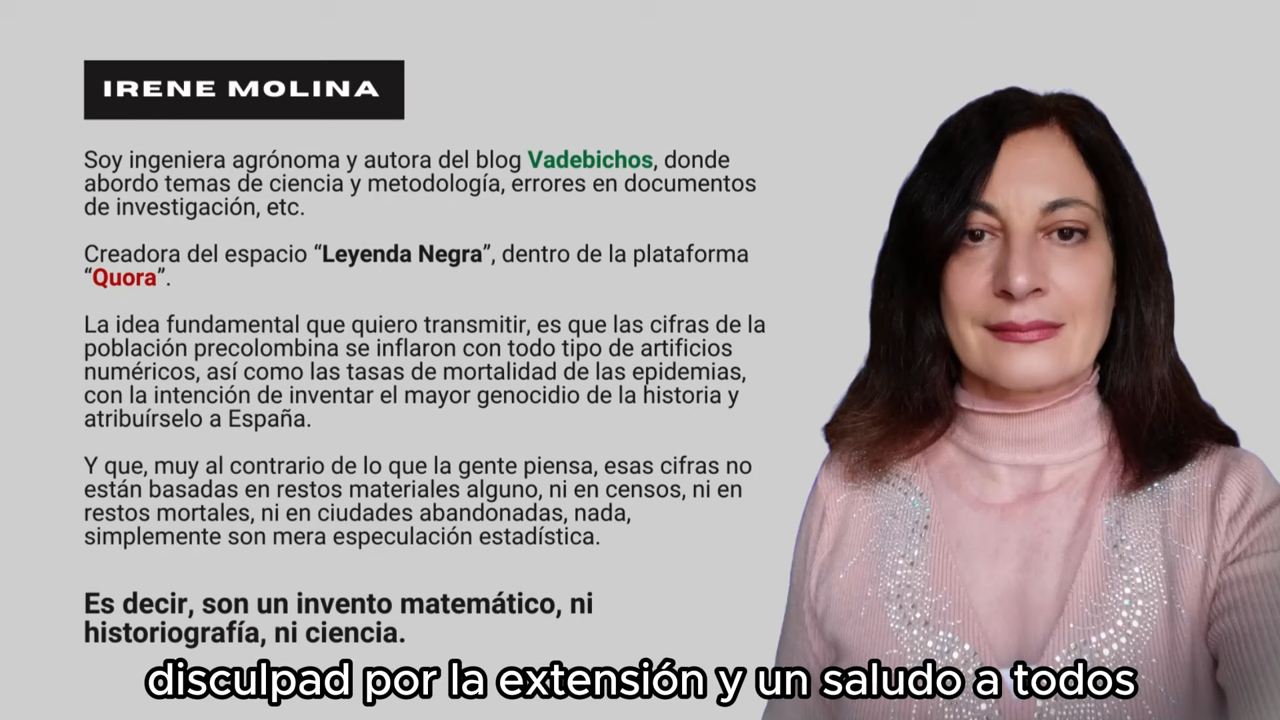 IRENE MOLINA
Soy ingeniera agrónoma y autora del blog Vadebichos, donde
abordo temas de ciencia y metodología, errores en documentos
de investigación, etc.
Creadora del espacio “Leyenda Negra”, dentro de la plataforma
“Quora”.
La idea fundamental que quiero transmitir, es que las cifras de la
población precolombina se inflaron con todo tipo de artificios
numéricos, así como las tasas de mortalidad de las epidemias,
con la intención de inventar el mayor genocidio de la historia y
atribuírselo a España.
Y que, muy al contrario de lo que la gente piensa, esas cifras no
están basadas en restos materiales alguno, ni en censos, ni en
restos mortales, ni en ciudades abandonadas, nada,
simplemente son mera especulación estadística.
Es decir, son un invento matemático, ni
historiografía, ni ciencia.
disculpad por la extensión y un saludo a todos